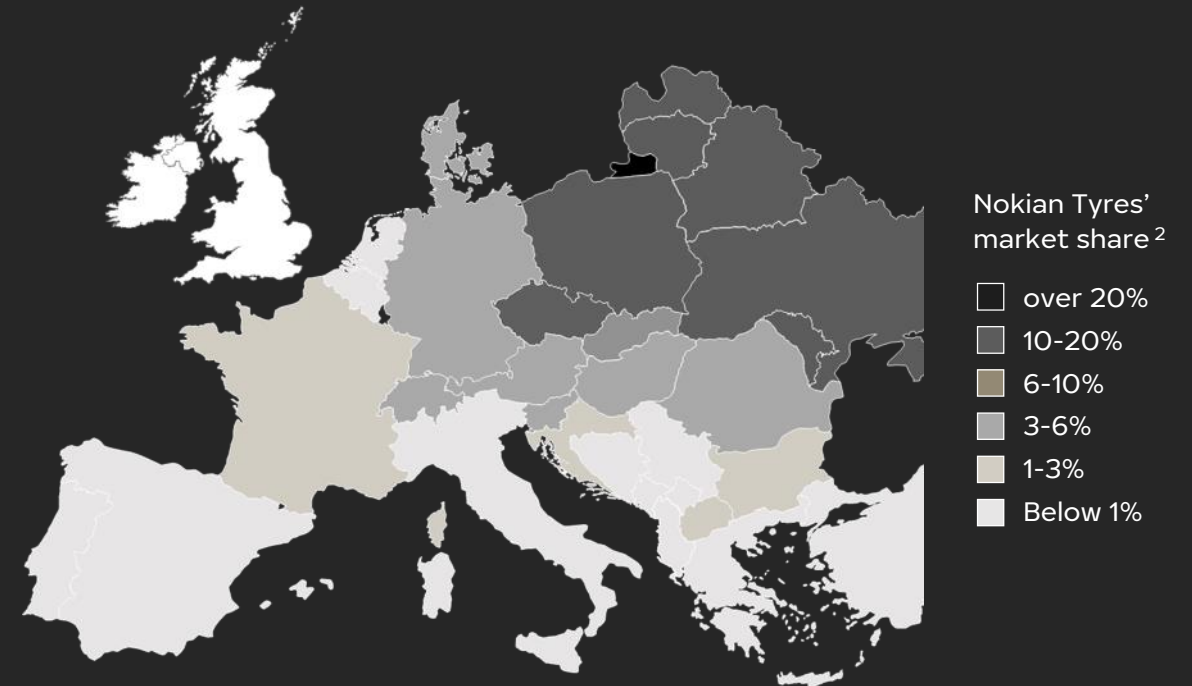 Nokian Tyres’
market share ²
over 20%
10-20%
6-10%
3-6%
1-3%
Below 1%